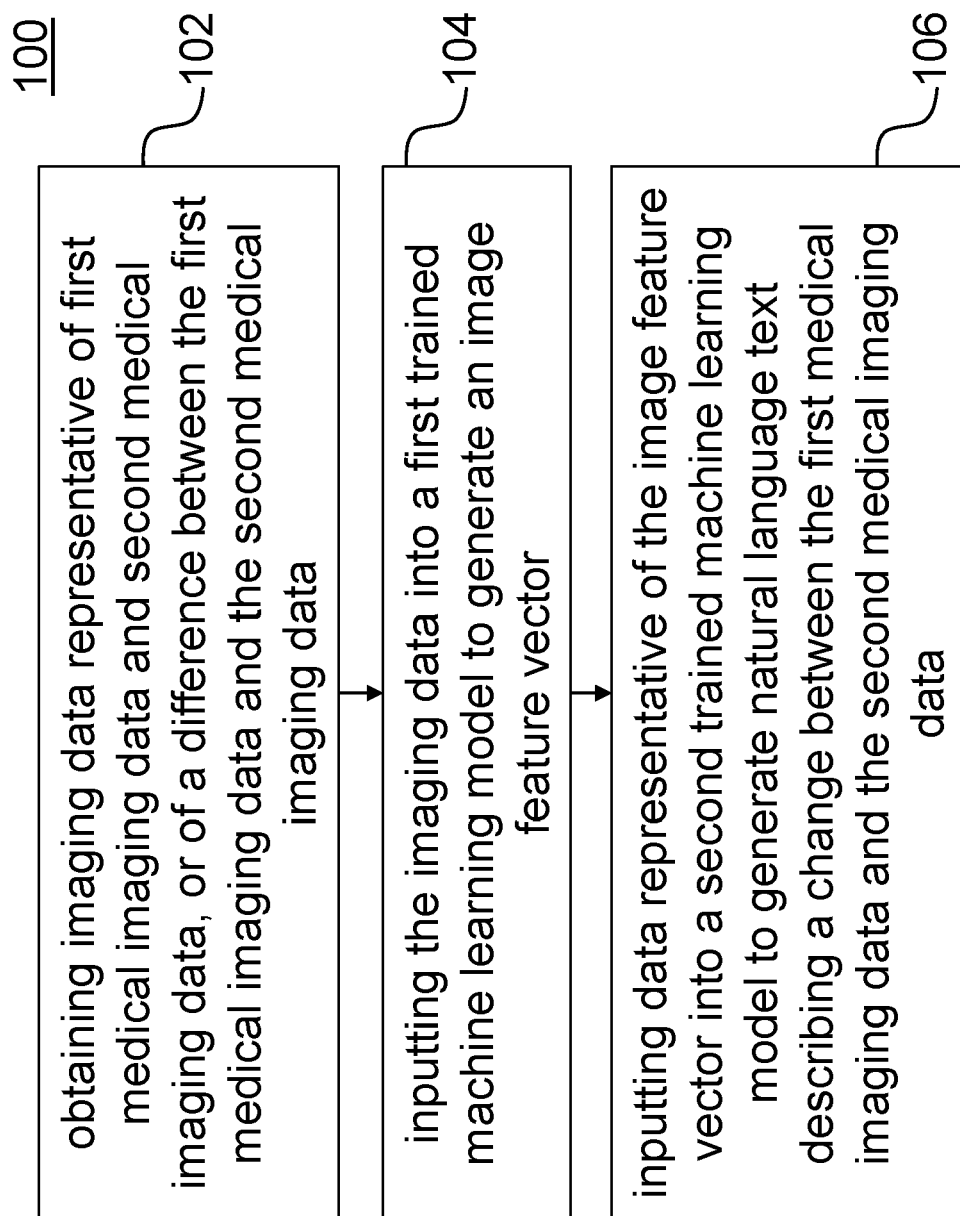 100
obtaining imaging data representative of first
medical imaging data and second medical
imaging data, or of a difference between the first
medical imaging data and the second medical
imaging data
102
inputting the imaging data into a first trained
machine learning model to generate an image
feature vector
104
inputting data representative of the image feature
vector into a second trained machine learning
model to generate natural language text
describing a change between the first medical
imaging data and the second medical imaging
data
106